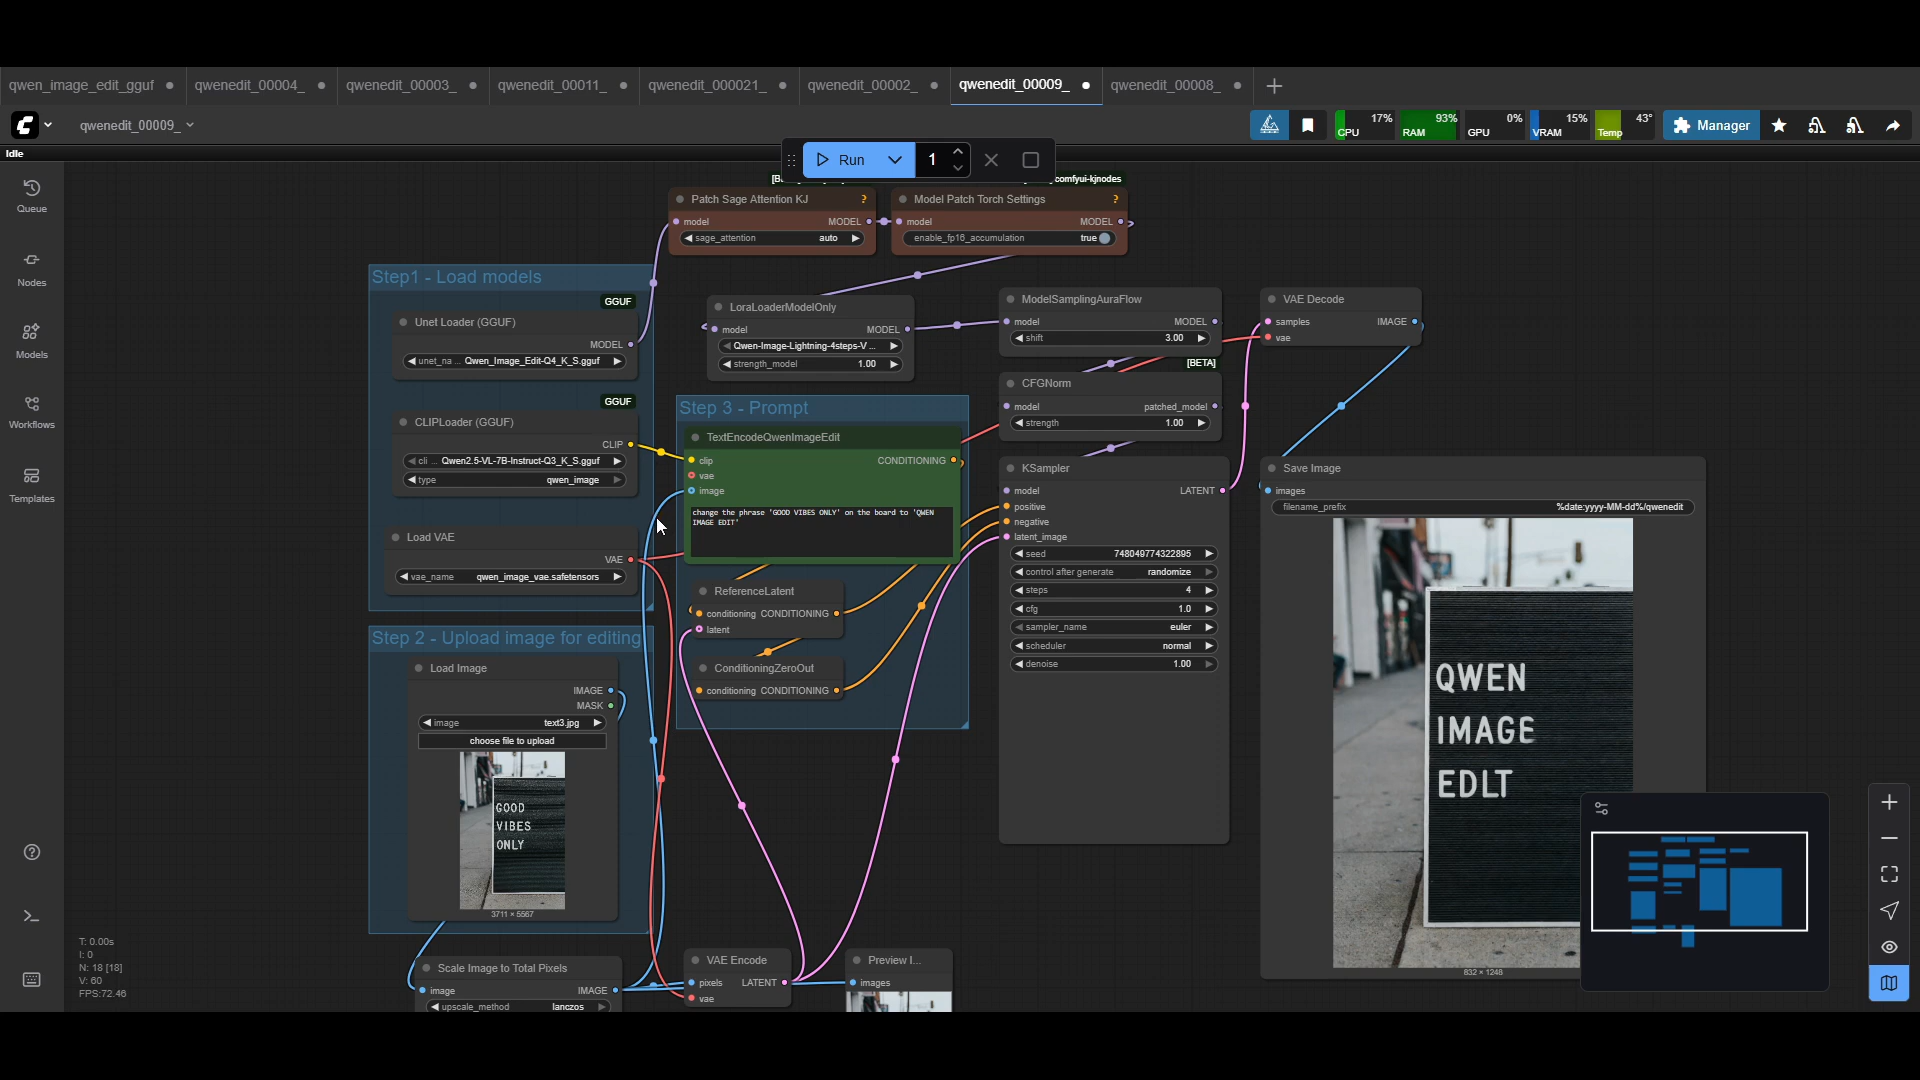 qwen_image_edit_gguf
qwenedit_00004_
qwenedit_00003_
qwenedit_00011_
qwenedit_000021_
qwenedit_00002_
qwenedit_00009_
qwenedit_00008_
qwenedit_00009_
CPU 17%
RAM 93%
GPU 0%
VRAM 15%
Temp 43°
Manager
Idle
Run
1
Queue
Nodes
Models
Workflows
Templates
comfyui-kjnodes
Patch Sage Attention KJ ?
model MODEL
sage_attention auto
Model Patch Torch Settings ?
model MODEL
enable_fp16_accumulation true
Step1 - Load models
GGUF
Unet Loader (GGUF)
MODEL
unet_na ... Qwen_Image_Edit-Q4_K_S.gguf
GGUF
CLIPLoader (GGUF)
CLIP
cli ... Qwen2.5-VL-7B-Instruct-Q3_K_S.gguf
type qwen_image
Load VAE
VAE
vae_name qwen_image_vae.safetensors
Step 2 - Upload image for editing
Load Image
IMAGE
MASK
image text3.jpg
choose file to upload
GOOD
VIBES
ONLY
3711 × 5567
Scale Image to Total Pixels
image IMAGE
upscale_method lanczos
LoraLoaderModelOnly
model MODEL
Qwen-Image-Lightning-4steps-V ...
strength_model 1.00
Step 3 - Prompt
TextEncodeQwenImageEdit
clip CONDITIONING
vae
image
change the phrase 'GOOD VIBES ONLY' on the board to 'QWEN
IMAGE EDIT'
ReferenceLatent
conditioning CONDITIONING
latent
ConditioningZeroOut
conditioning CONDITIONING
VAE Encode
pixels LATENT
vae
Preview I...
images
ModelSamplingAuraFlow
model MODEL
shift 3.00
[BETA]
CFGNorm
model patched_model
strength 1.00
KSampler
model LATENT
positive
negative
latent_image
seed 748049774322895
control after generate randomize
steps 4
cfg 1.0
sampler_name euler
scheduler normal
denoise 1.00
VAE Decode
samples IMAGE
vae
Save Image
images
filename_prefix %date:yyyy-MM-dd%/qwenedit
QWEN
IMAGE
EDLT
832 × 1248
T: 0.00s
I: 0
N: 18 [18]
V: 60
FPS:72.46